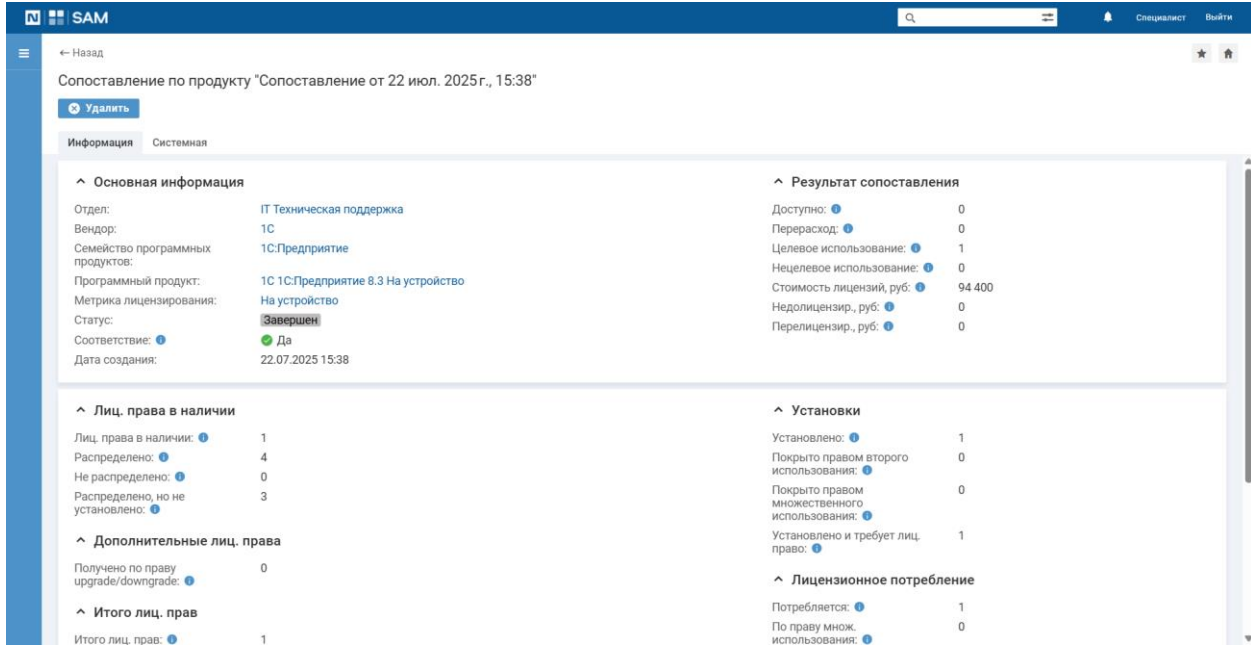 N SAM
Специалист Выйти
← Назад
Сопоставление по продукту "Сопоставление от 22 июл. 2025 г., 15:38"
Удалить
Информация Системная
Основная информация
Отдел: IT Техническая поддержка
Вендор: 1С
Семейство программных
продуктов: 1С:Предприятие
Программный продукт: 1С 1С:Предприятие 8.3 На устройство
Метрика лицензирования: На устройство
Статус: Завершен
Соответствие: Да
Дата создания: 22.07.2025 15:38
Результат сопоставления
Доступно: 0
Перерасход: 0
Целевое использование: 1
Нецелевое использование: 0
Стоимость лицензий, руб: 94 400
Недолицензир., руб: 0
Перелицензир., руб: 0
Лиц. права в наличии
Лиц. права в наличии: 1
Распределено: 4
Не распределено: 0
Распределено, но не
установлено: 3
Дополнительные лиц. права
Получено по праву
upgrade/downgrade: 0
Итого лиц. прав
Итого лиц. прав: 1
Установки
Установлено: 1
Покрыто правом второго
использования: 0
Покрыто правом
множественного
использования: 0
Установлено и требует лиц.
право: 1
Лицензионное потребление
Потребляется: 1
По праву множ.
использования: 0